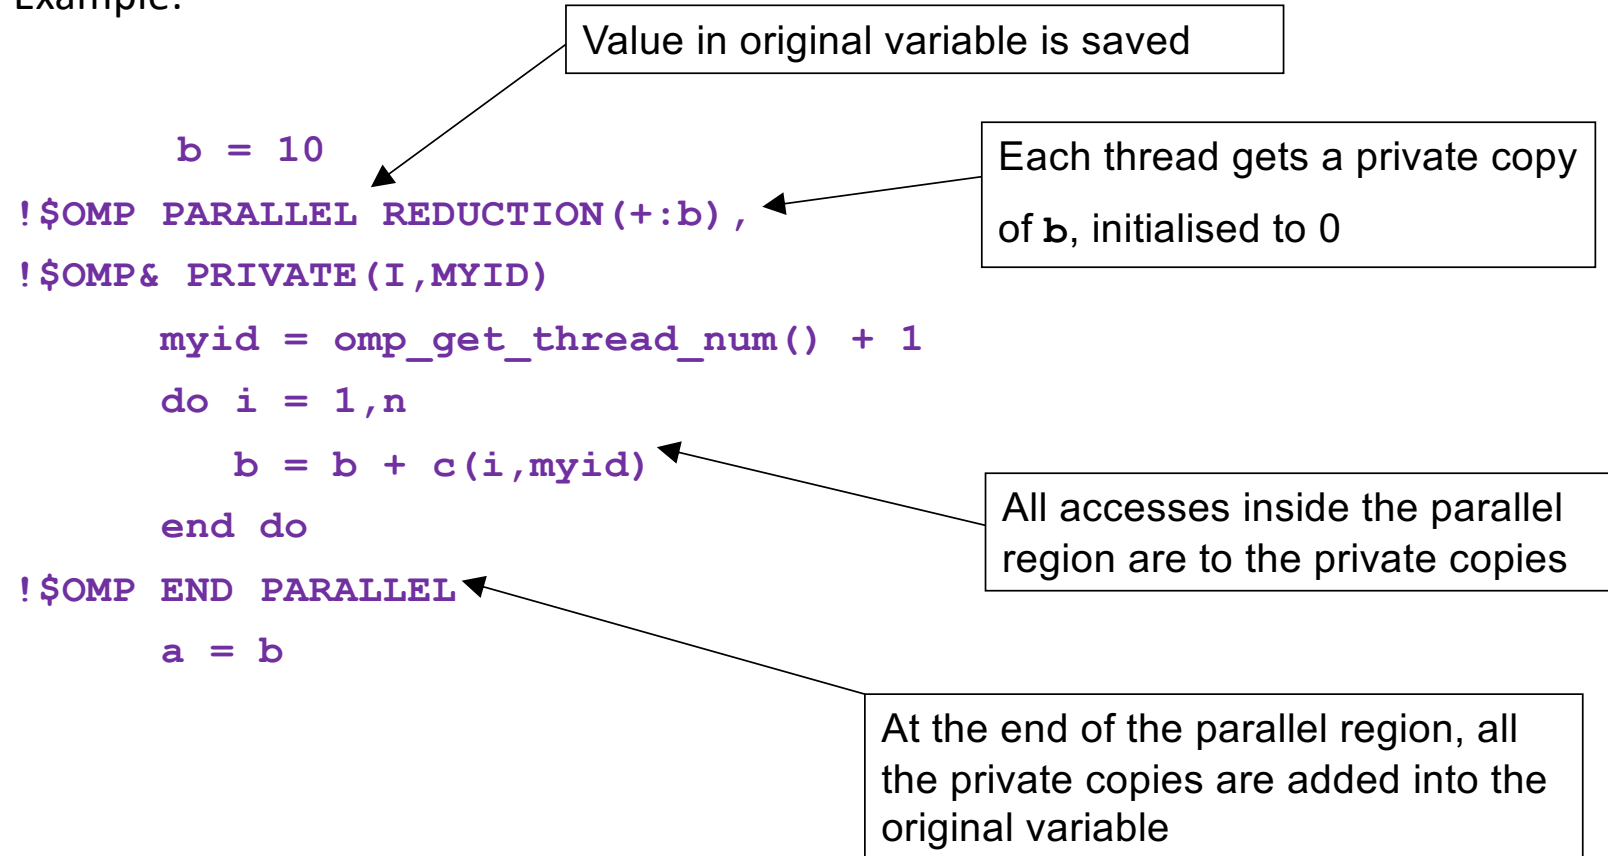 Example:
Value in original variable is saved
b = 10
Each thread gets a private copy
of b, initialised to 0
!$OMP PARALLEL REDUCTION(+:b),
!$OMP& PRIVATE(I,MYID)
myid = omp_get_thread_num() + 1
do i = 1,n
b = b + c(i,myid)
All accesses inside the parallel
region are to the private copies
end do
!$OMP END PARALLEL
a = b
At the end of the parallel region, all
the private copies are added into the
original variable